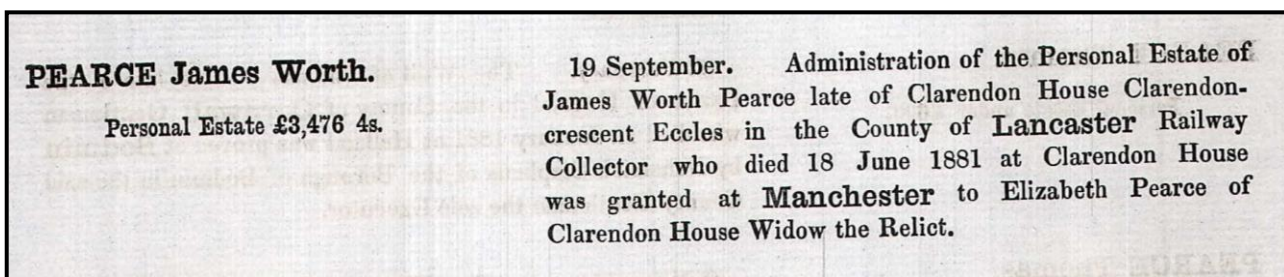 PEARCE James Worth.
Personal Estate £3,476 4s.
19 September. Administration of the Personal Estate of
James Worth Pearce late of Clarendon House Clarendon-
crescent Eccles in the County of Lancaster Railway
Collector who died 18 June 1881 at Clarendon House
was granted at Manchester to Elizabeth Pearce of
Clarendon House Widow the Relict.